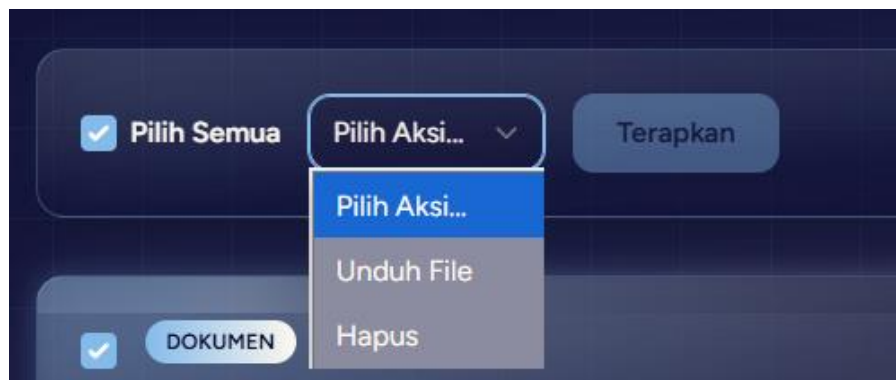 Pilih Semua
Pilih Aksi...
Terapkan
Pilih Aksi...
Unduh File
Hapus
DOKUMEN